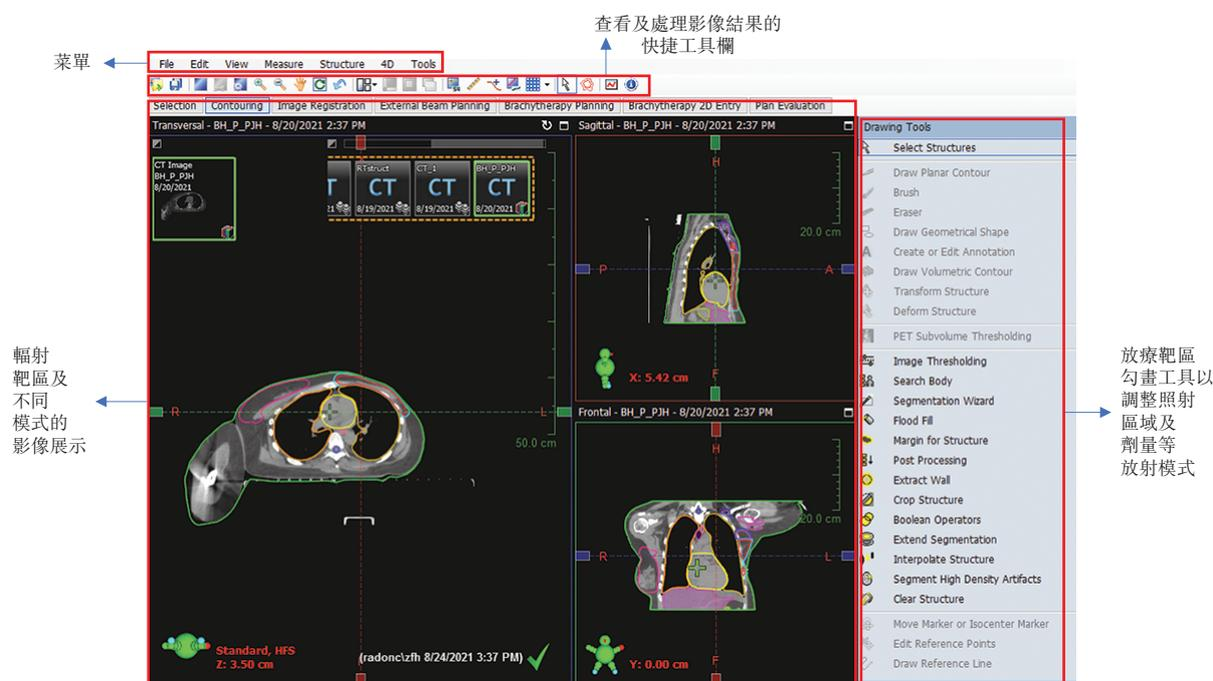 查看及處理影像結果的
快捷工具欄
菜單
File Edit View Measure Structure 4D Tools
Selection Contouring Image Registration External Beam Planning Brachytherapy Planning Brachytherapy 2D Entry Plan Evaluation
Transversal - BH_P_PJH - 8/20/2021 2:37 PM
CT Image
BH_P_PJH
8/20/2021
T
21
RTstruct
CT
8/19/2021
CT_1
CT
8/19/2021
BH_P_PJH
CT
8/20/2021
R
L
50.0 cm
Standard, HFS
Z: 3.50 cm
(radonc\zfh 8/24/2021 3:37 PM)
Sagittal - BH_P_PJH - 8/20/2021 2:37 PM
H
20.0 cm
P
A
X: 5.42 cm
F
Frontal - BH_P_PJH - 8/20/2021 2:37 PM
H
20.0 cm
R
L
Y: 0.00 cm
F
Drawing Tools
Select Structures
Draw Planar Contour
Brush
Eraser
Draw Geometrical Shape
Create or Edit Annotation
Draw Volumetric Contour
Transform Structure
Deform Structure
PET Subvolume Thresholding
Image Thresholding
Search Body
Segmentation Wizard
Flood Fill
Margin for Structure
Post Processing
Extract Wall
Crop Structure
Boolean Operators
Extend Segmentation
Interpolate Structure
Segment High Density Artifacts
Clear Structure
Move Marker or Isocenter Marker
Edit Reference Points
Draw Reference Line
輻射
靶區及
不同
模式的
影像展示
放療靶區
勾畫工具以
調整照射
區域及
劑量等
放射模式